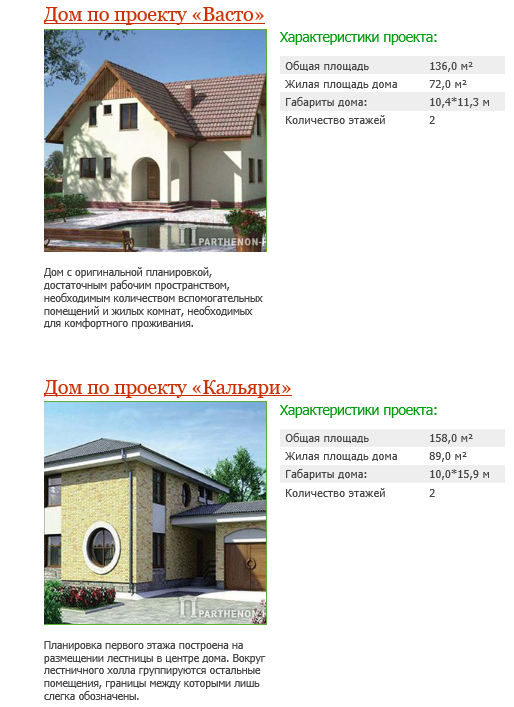 Дом по проекту «Васто»
Характеристики проекта:
Общая площадь 136,0 м²
Жилая площадь дома 72,0 м²
Габариты дома: 10,4*11,3 м
Количество этажей 2
PARTHENON-
Дом с оригинальной планировкой,
достаточным рабочим пространством,
необходимым количеством вспомогательных
помещений и жилых комнат, необходимых
для комфортного проживания.
Дом по проекту «Кальяри»
Характеристики проекта:
Общая площадь 158,0 м²
Жилая площадь дома 89,0 м²
Габариты дома: 10,0*15,9 м
Количество этажей 2
PARTHENON-
Планировка первого этажа построена на
размещении лестницы в центре дома. Вокруг
лестничного холла группируются остальные
помещения, границы между которыми лишь
слегка обозначены.